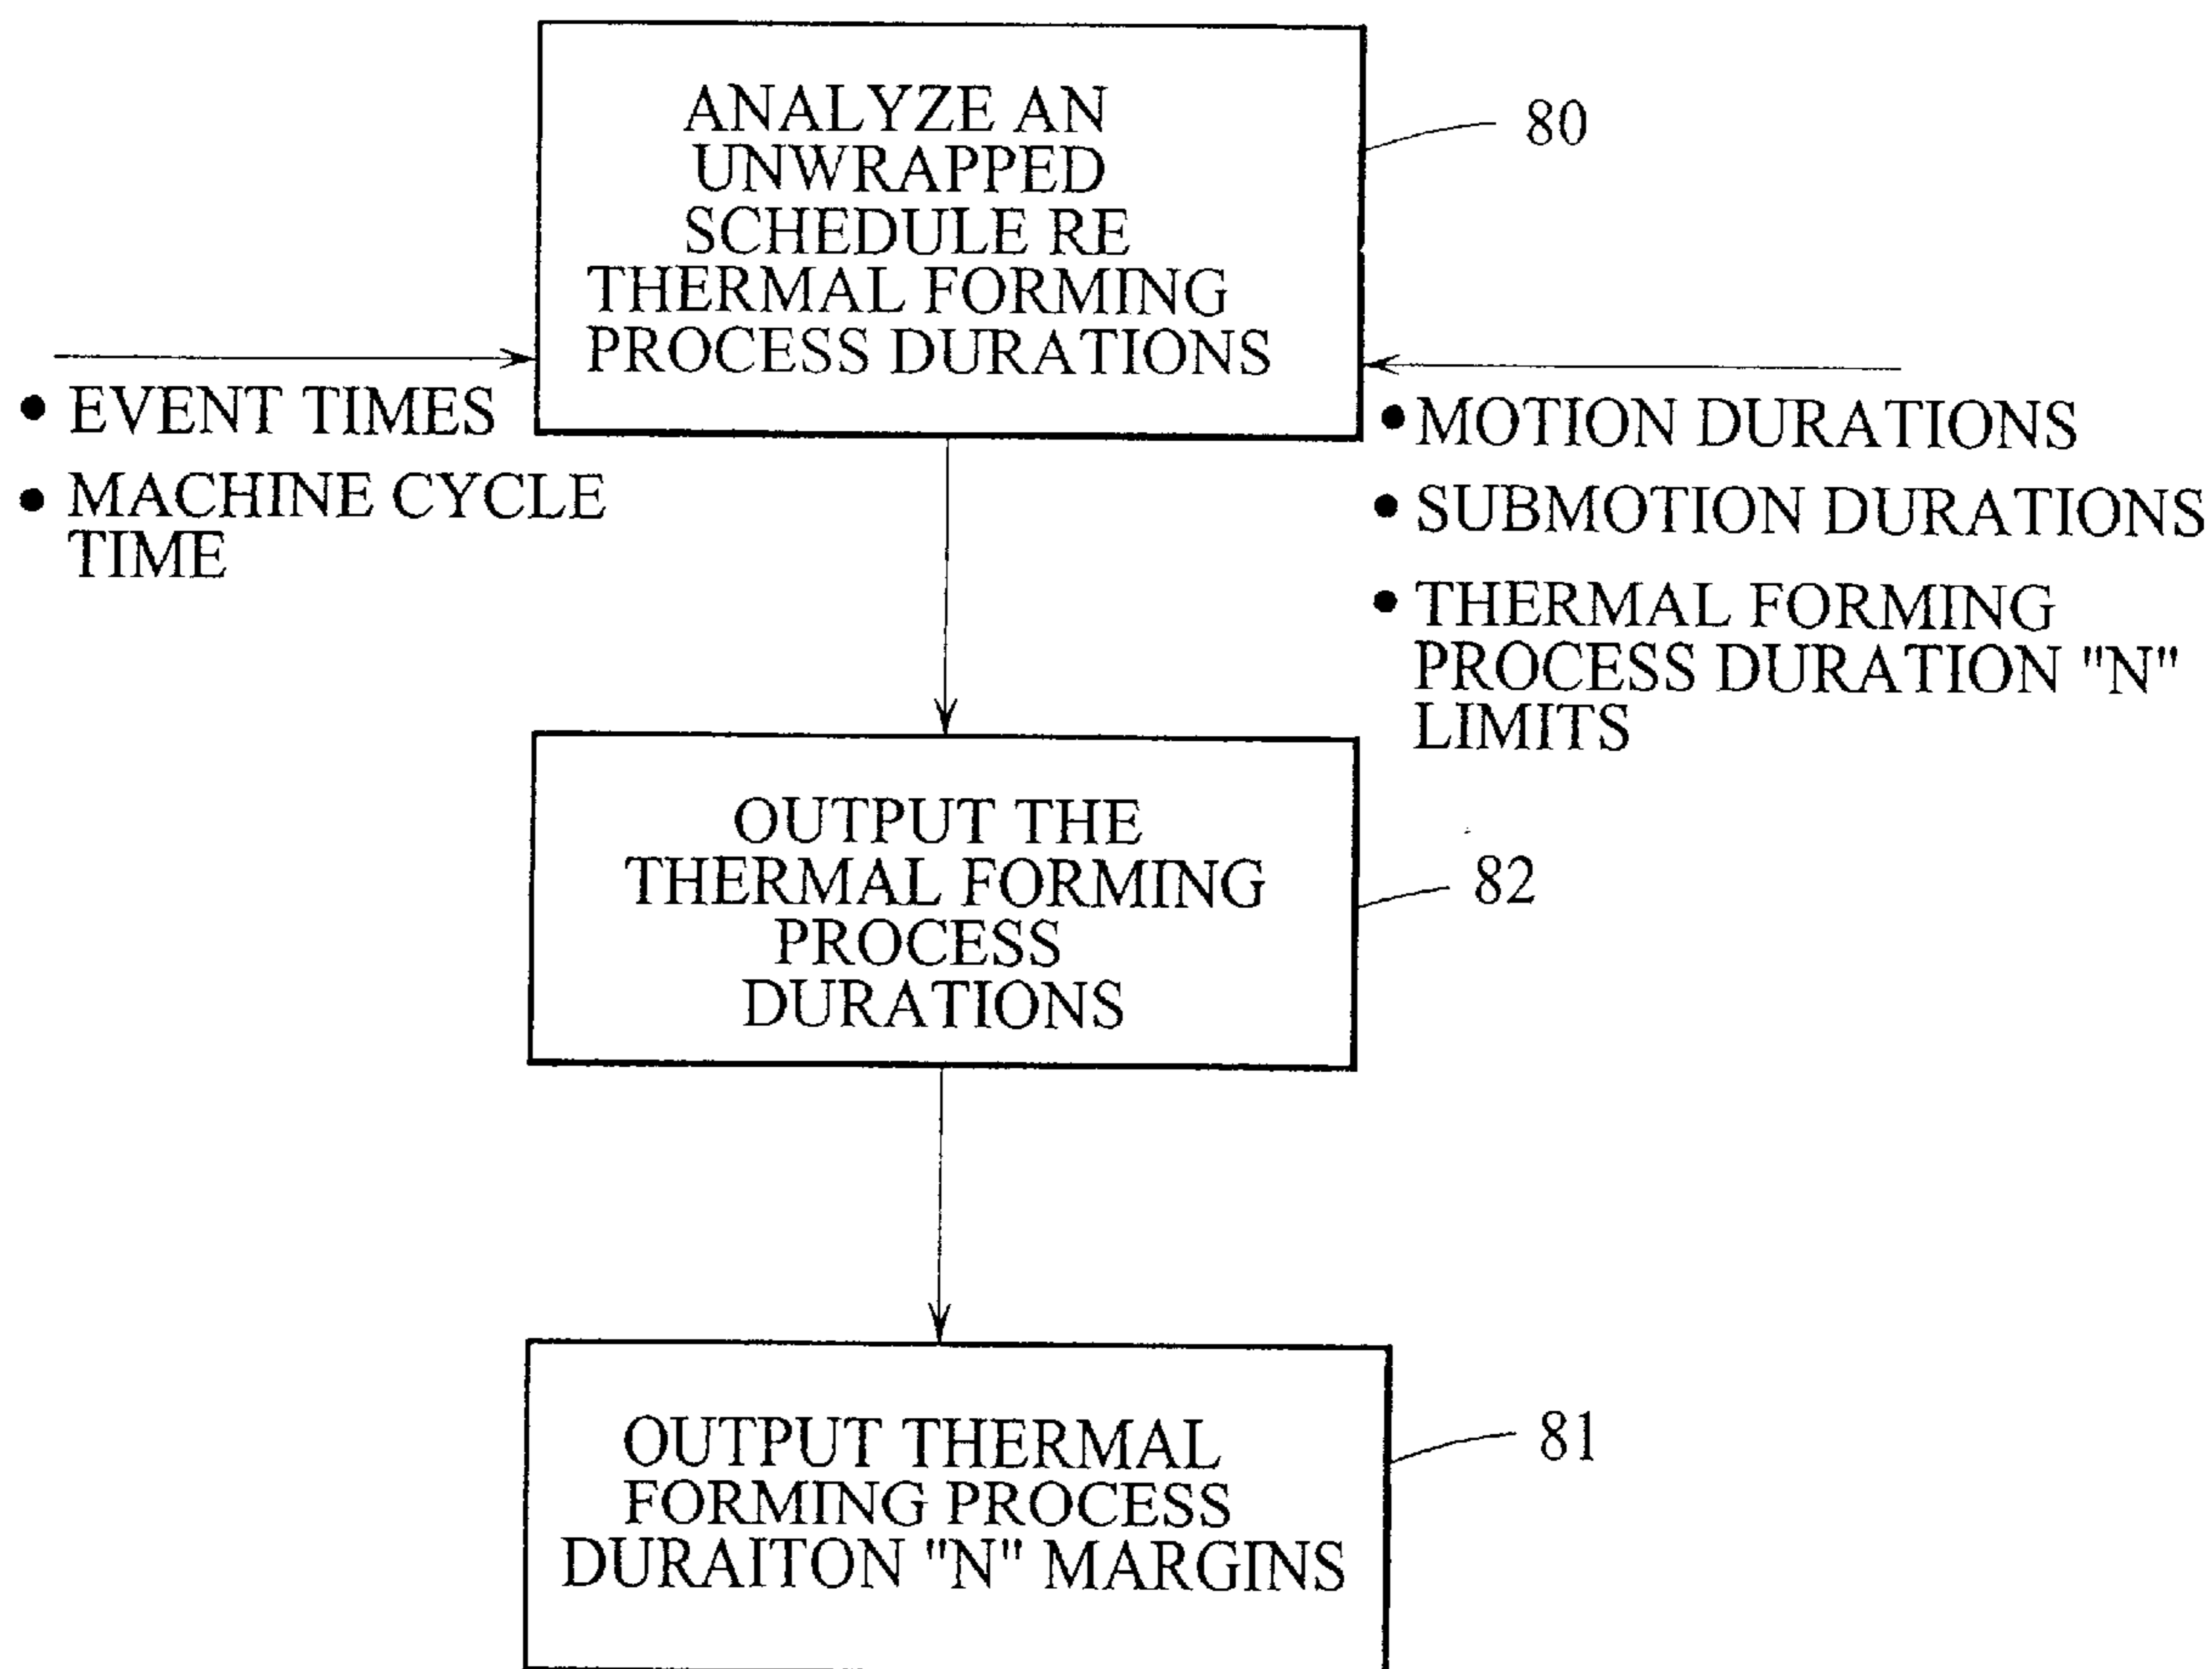 ANALYZE AN
UNWRAPPED
SCHEDULE RE
THERMAL FORMING
PROCESS DURATIONS
80
• EVENT TIMES
• MACHINE CYCLE
TIME
• MOTION DURATIONS
• SUBMOTION DURATIONS
• THERMAL FORMING
PROCESS DURATION "N"
LIMITS
OUTPUT THE
THERMAL FORMING
PROCESS
DURATIONS
82
OUTPUT THERMAL
FORMING PROCESS
DURAITON "N" MARGINS
81